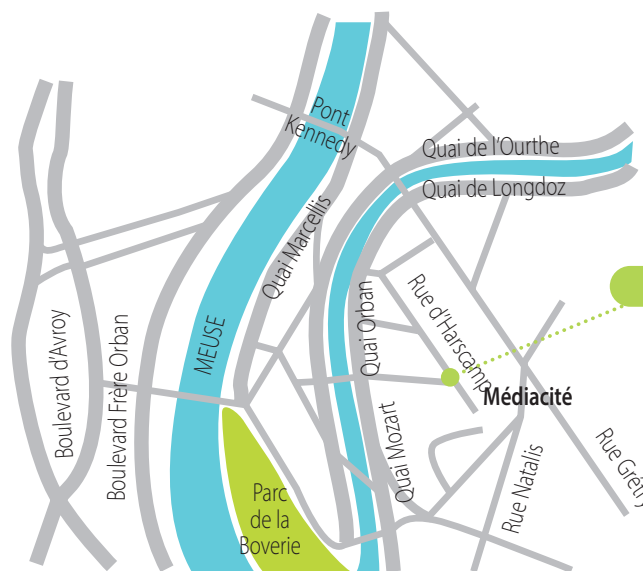 Pont
Kennedy
Quai de l'Ourthe
Quai de Longdoz
Quai Marcellis
MEUSE
Quai Orban
Rue d'Harscamp
Boulevard d'Avroy
Boulevard Frère Orban
Médiacité
Quai Mozart
Rue Natalis
Rue Grétry
Parc
de la
Boverie